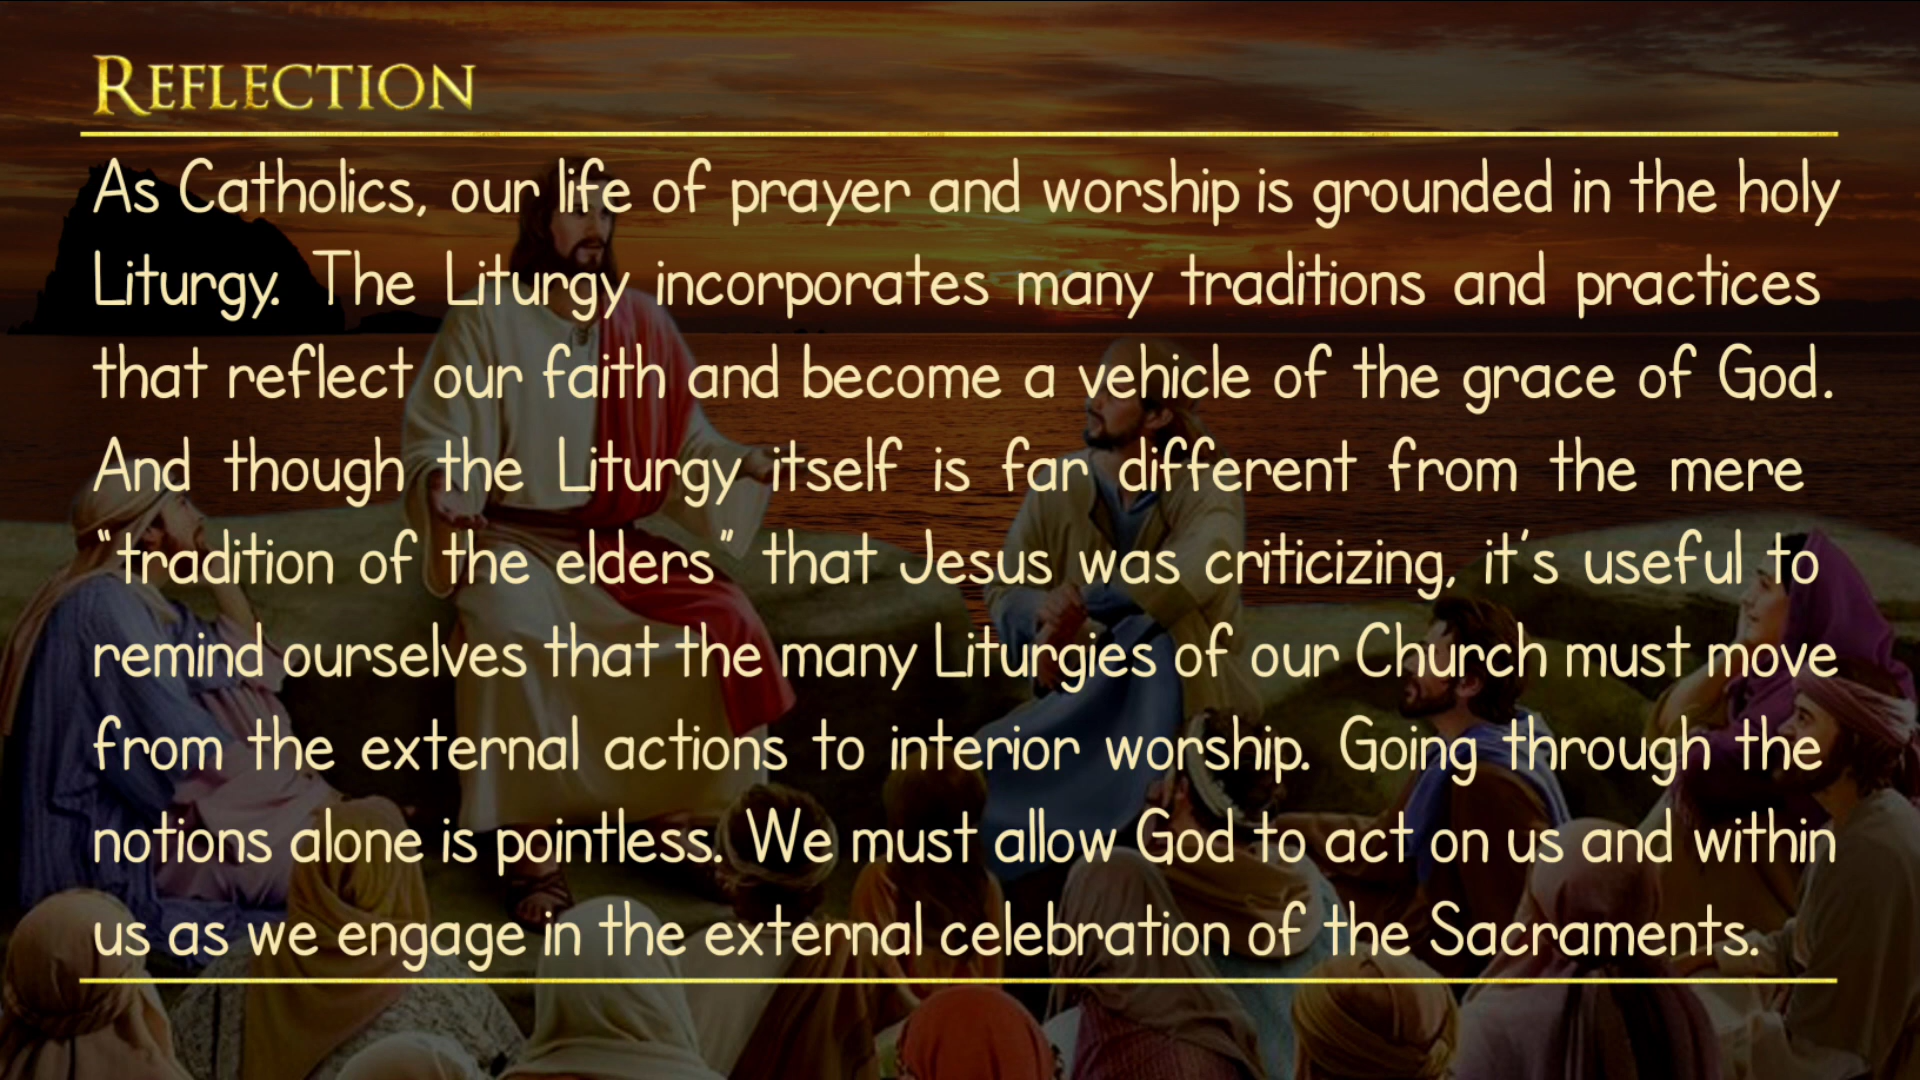 REFLECTION
As Catholics, our life of prayer and worship is grounded in the holy
Liturgy. The Liturgy incorporates many traditions and practices
that reflect our faith and become a vehicle of the grace of God.
And though the Liturgy itself is far different from the mere
“tradition of the elders” that Jesus was criticizing, it's useful to
remind ourselves that the many Liturgies of our Church must move
from the external actions to interior worship. Going through the
notions alone is pointless. We must allow God to act on us and within
us as we engage in the external celebration of the Sacraments.